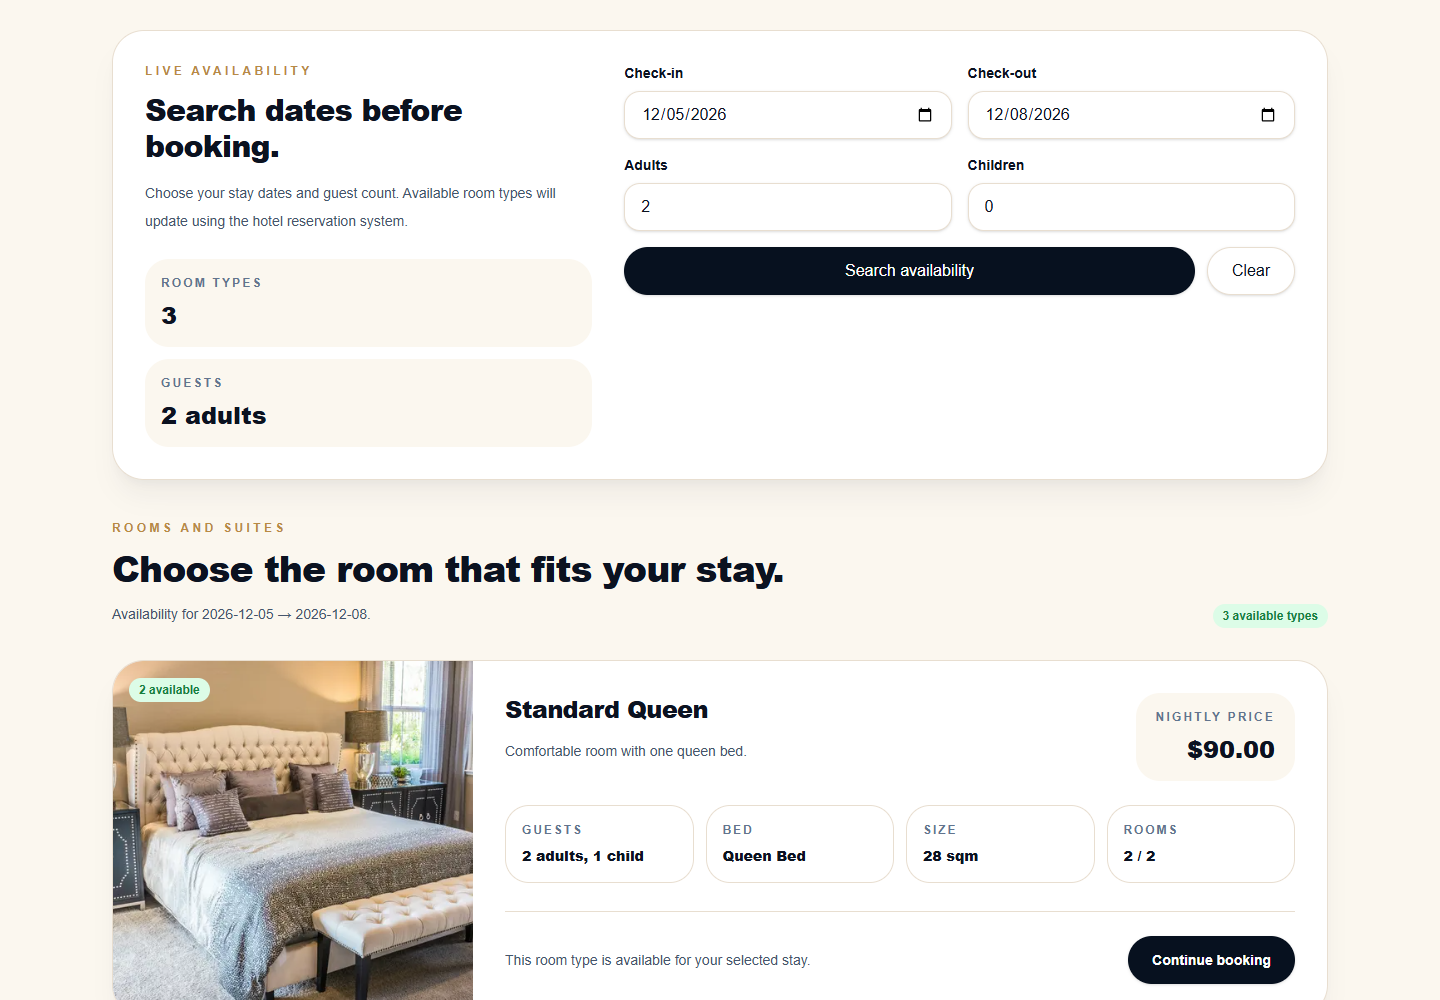 LIVE AVAILABILITY
Search dates before
booking.
Choose your stay dates and guest count. Available room types will
update using the hotel reservation system.
ROOM TYPES
3
GUESTS
2 adults
Check-in
Check-out
12/05/2026
12/08/2026
Adults
Children
2
0
Search availability
Clear
ROOMS AND SUITES
Choose the room that fits your stay.
Availability for 2026-12-05 → 2026-12-08.
3 available types
2 available
Standard Queen
Comfortable room with one queen bed.
NIGHTLY PRICE
$90.00
GUESTS
2 adults, 1 child
BED
Queen Bed
SIZE
28 sqm
ROOMS
2 / 2
This room type is available for your selected stay.
Continue booking